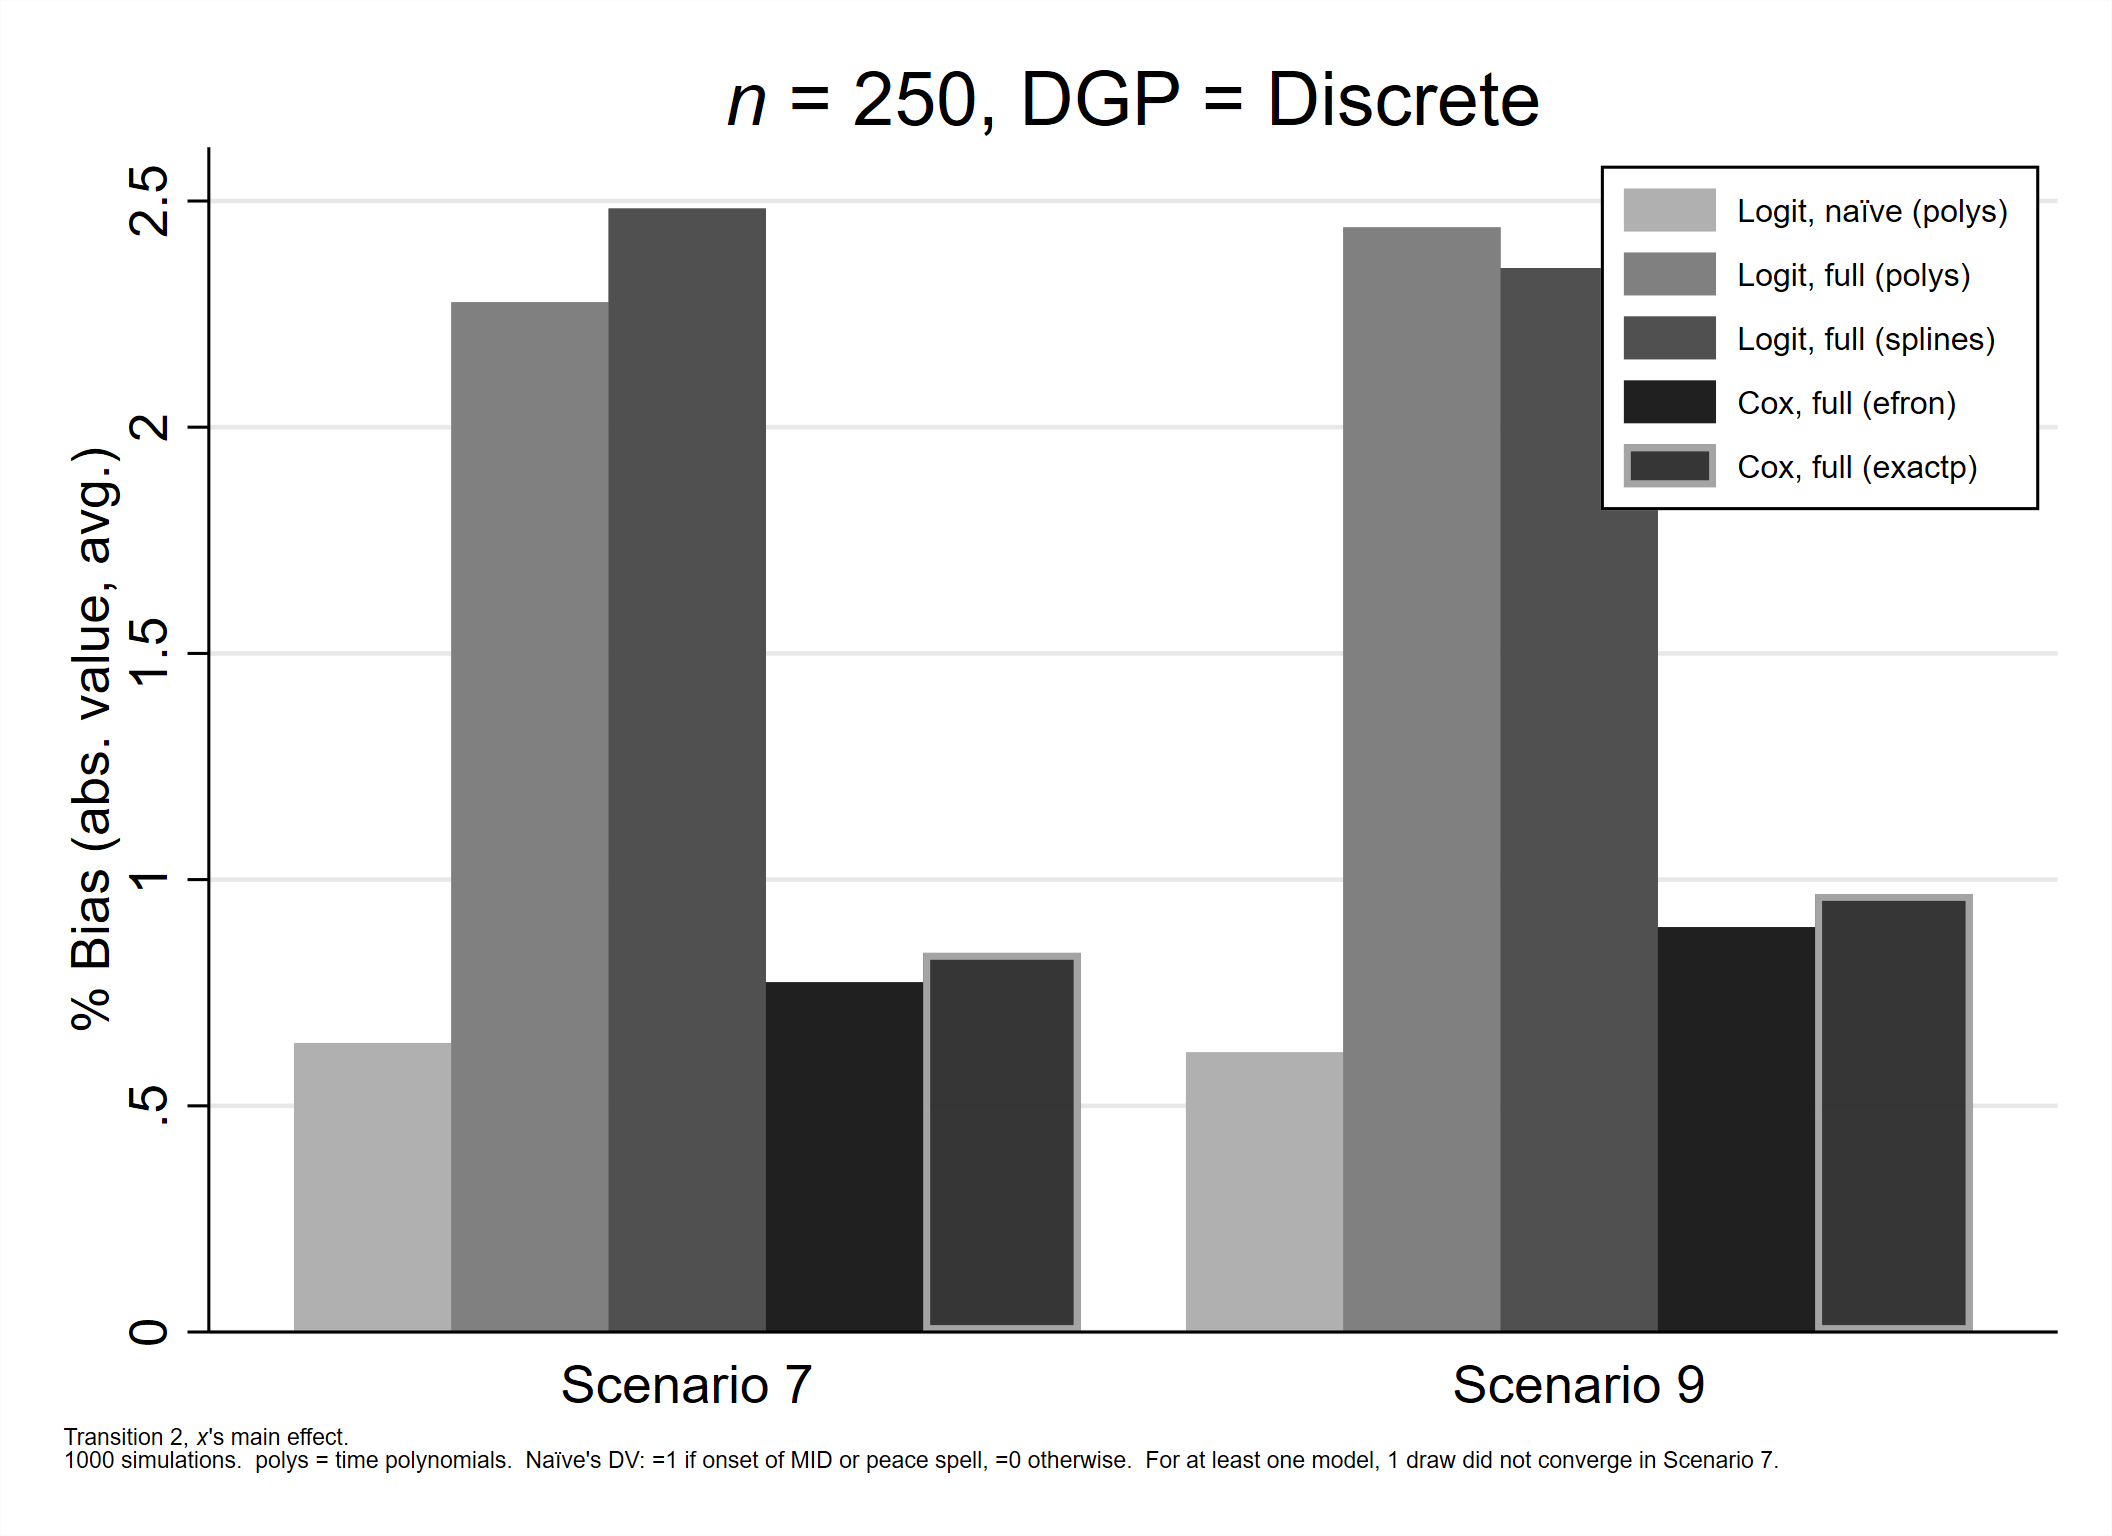 n = 250, DGP = Discrete
% Bias (abs. value, avg.)
2.5
2
1.5
1
.5
0
Logit, naïve (polys)
Logit, full (polys)
Logit, full (splines)
Cox, full (efron)
Cox, full (exactp)
Scenario 7
Scenario 9
Transition 2, x's main effect.
1000 simulations.  polys = time polynomials.  Naïve's DV: =1 if onset of MID or peace spell, =0 otherwise.  For at least one model, 1 draw did not converge in Scenario 7.